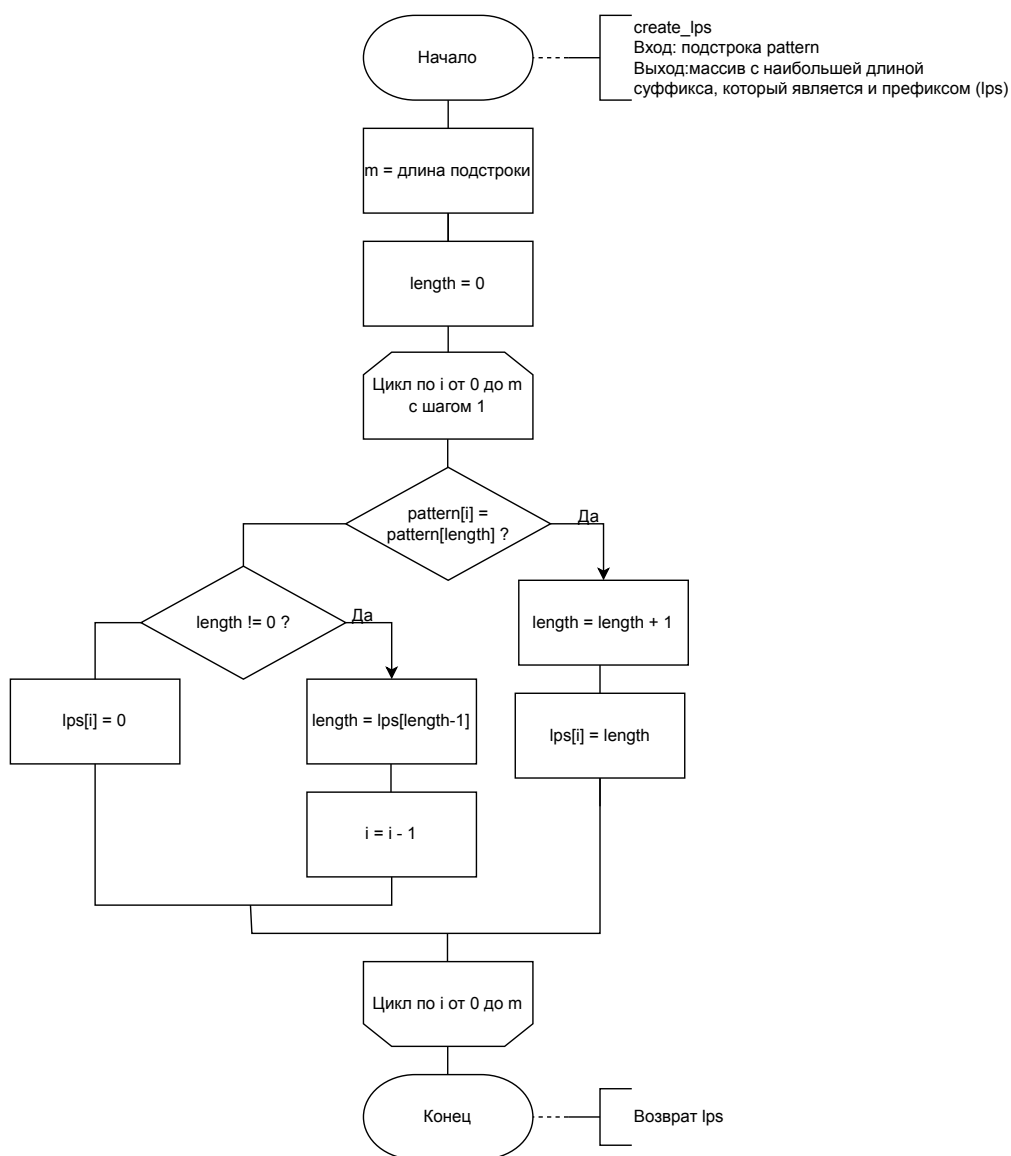 Начало
create_lps
Вход: подстрока pattern
Выход:массив с наибольшей длиной
суффикса, который является и префиксом (lps)
m = длина подстроки
length = 0
Цикл по i от 0 до m
с шагом 1
pattern[i] =
pattern[length] ?
Да
length != 0 ?
Да
length = length + 1
lps[i] = 0
length = lps[length-1]
lps[i] = length
i = i - 1
Цикл по i от 0 до m
Конец
Возврат lps